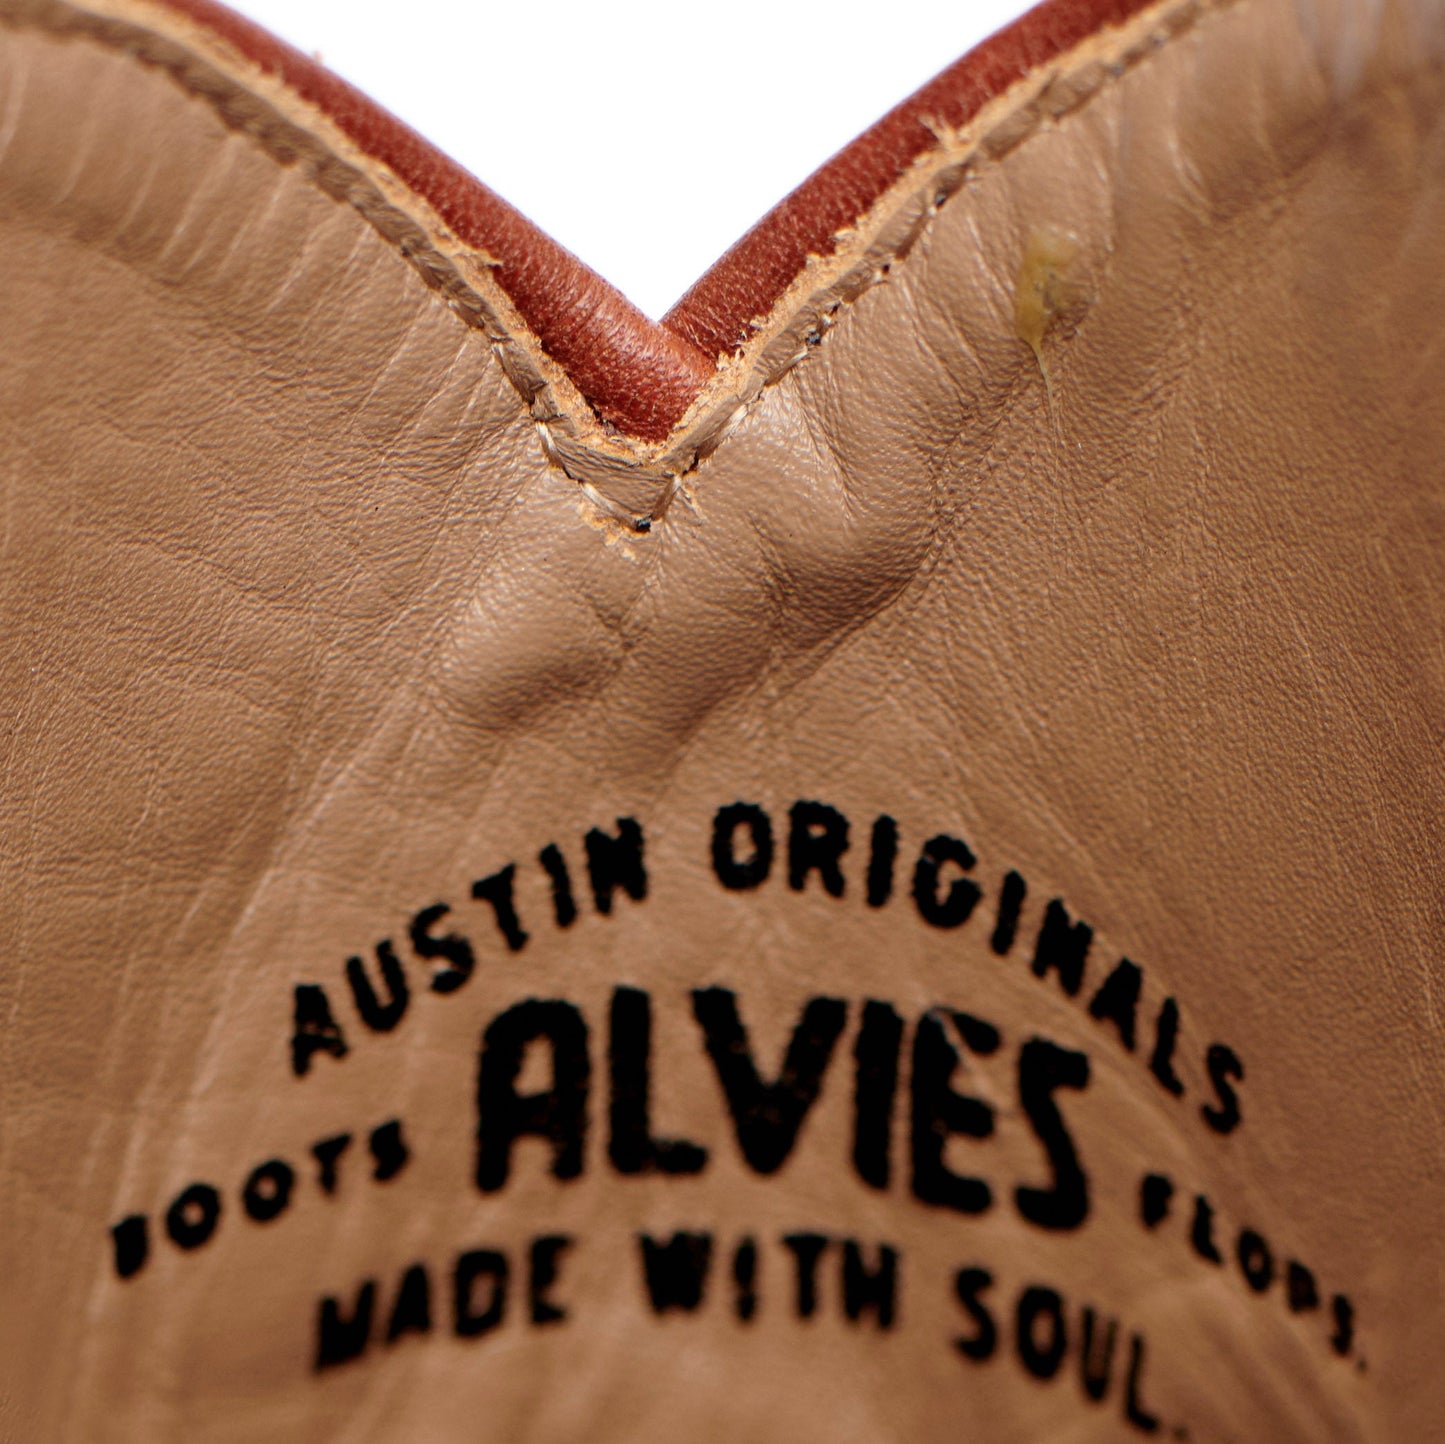 AUSTIN ORIGINALS
BOOTS ALVIES FLOPS.
MADE WITH SOUL.